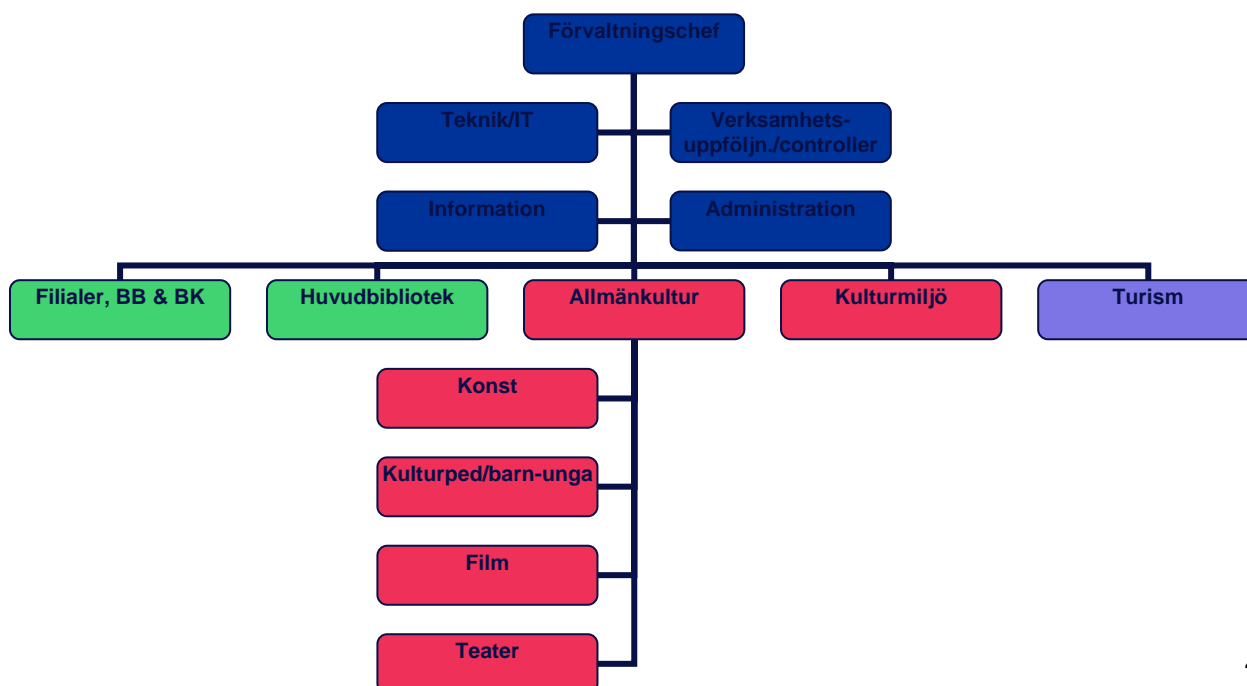 Förvaltningschef
Teknik/IT
Verksamhets-
uppföljn./controller
Information
Administration
Filialer, BB & BK
Huvudbibliotek
Allmänkultur
Kulturmiljö
Turism
Konst
Kulturped/barn-unga
Film
Teater